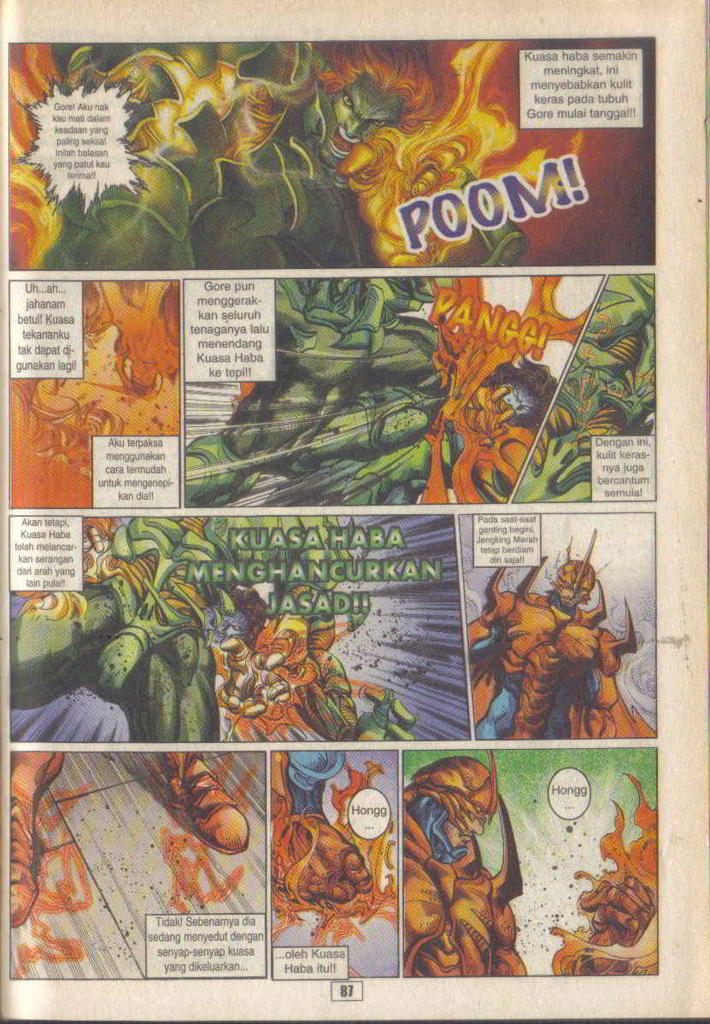 Gore! Aku nak
kau mati dalam
keadaan yang
paling seksa!
Inilah balasan
yang patut kau
terima!!
Kuasa haba semakin
meningkat, ini
menyebabkan kulit
keras pada tubuh
Gore mulai tanggal!!
POOM!
Uh...ah...
jahanam
betul! Kuasa
tekananku
tak dapat di-
gunakan lagi!
Aku terpaksa
menggunakan
cara termudah
untuk mengenepi-
kan dia!!
Gore pun
menggerak-
kan seluruh
tenaganya lalu
menendang
Kuasa Haba
ke tepi!!
PANGG!
Dengan ini,
kulit keras-
nya juga
bercantum
semula!
Akan tetapi,
Kuasa Haba
telah melancar-
kan serangan
dari arah yang
lain pula!!
KUASA HABA
MENGHANCURKAN
JASAD!!
Pada saat-saat
genting begini,
Jengking Merah
tetap berdiam
diri saja!!
Tidak! Sebenarnya dia
sedang menyedut dengan
senyap-senyap kuasa
yang dikeluarkan...
Hongg
...
...oleh Kuasa
Haba itu!!
Hongg
...
87